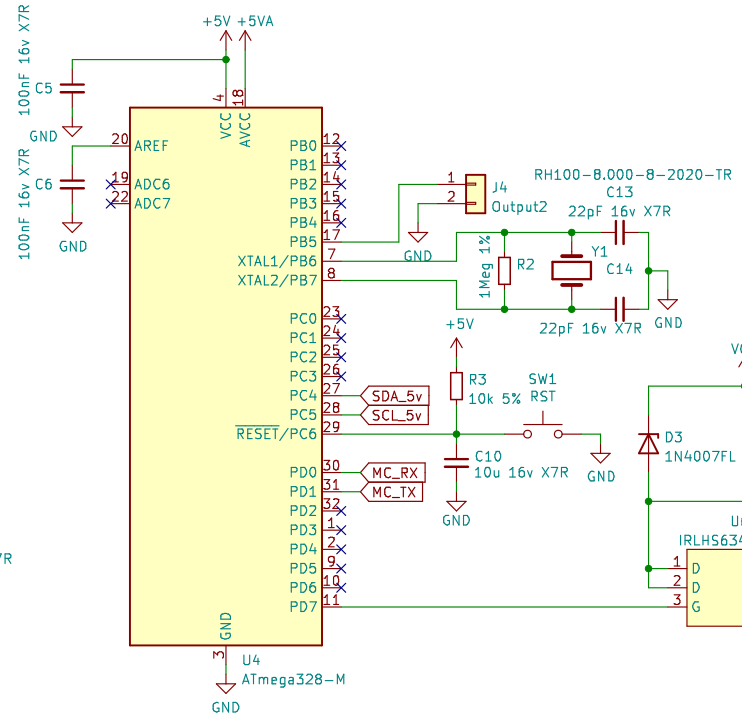 +5V +5VA
100nF 16v X7R
C5
GND
4
18
VCC
AVCC
20 AREF
100nF 16v X7R
C6
GND
19 ADC6
22 ADC7
PB0 12
PB1 13
PB2 14
PB3 15
PB4 16
PB5 17
XTAL1/PB6 7
XTAL2/PB7 8
PC0 23
PC1 24
PC2 25
PC3 26
PC4 27
PC5 28
RESET/PC6 29
PD0 30
PD1 31
PD2 32
PD3 1
PD4 2
PD5 9
PD6 10
PD7 11
GND
3
U4
ATmega328-M
GND
1
2
J4
Output2
GND
RH100-8.000-8-2020-TR
C13
22pF 16v X7R
1Meg 1%
R2
Y1
C14
22pF 16v X7R
GND
+5V
R3
10k 5%
SW1
RST
GND
SDA_5v
SCL_5v
C10
10u 16v X7R
GND
MC_RX
MC_TX
D3
1N4007FL
IRLHS634
1 D
2 D
3 G
7R